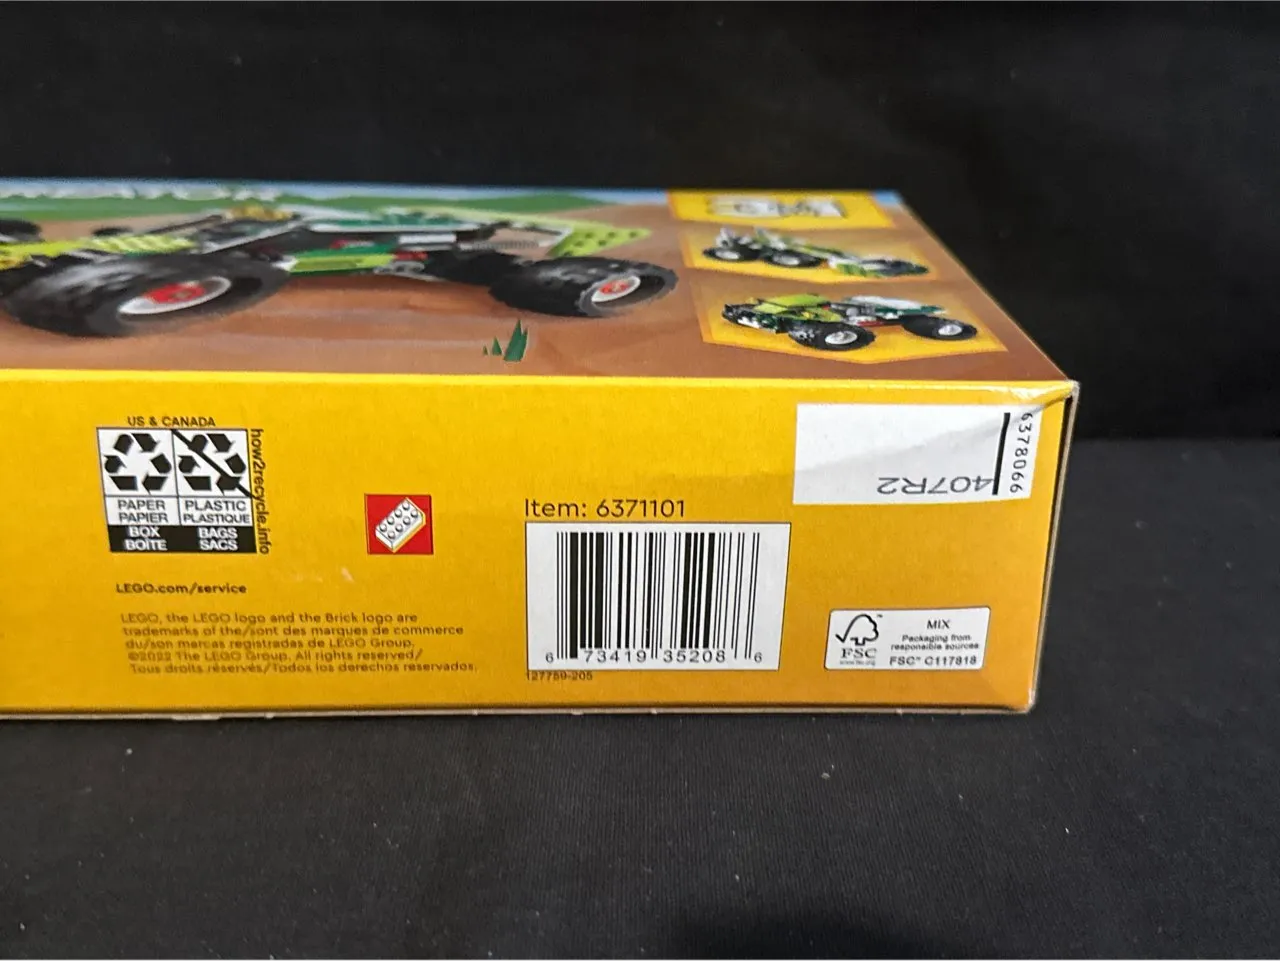 US & CANADA
how2recycle.info
PAPER
PAPIER
BOX
BOÎTE
PLASTIC
PLASTIQUE
BAGS
SACS
LEGO.com/service
LEGO, the LEGO logo and the Brick logo are
trademarks of the/sont des marques de commerce
du/son marcas registradas de LEGO Group.
©2022 The LEGO Group. All rights reserved/
Tous droits réservés/Todos los derechos reservados.
Item: 6371101
6 73419 35208 6
127759-205
407R2
6378066
MIX
Packaging from
responsible sources
FSC® C117818
FSC
www.fsc.org